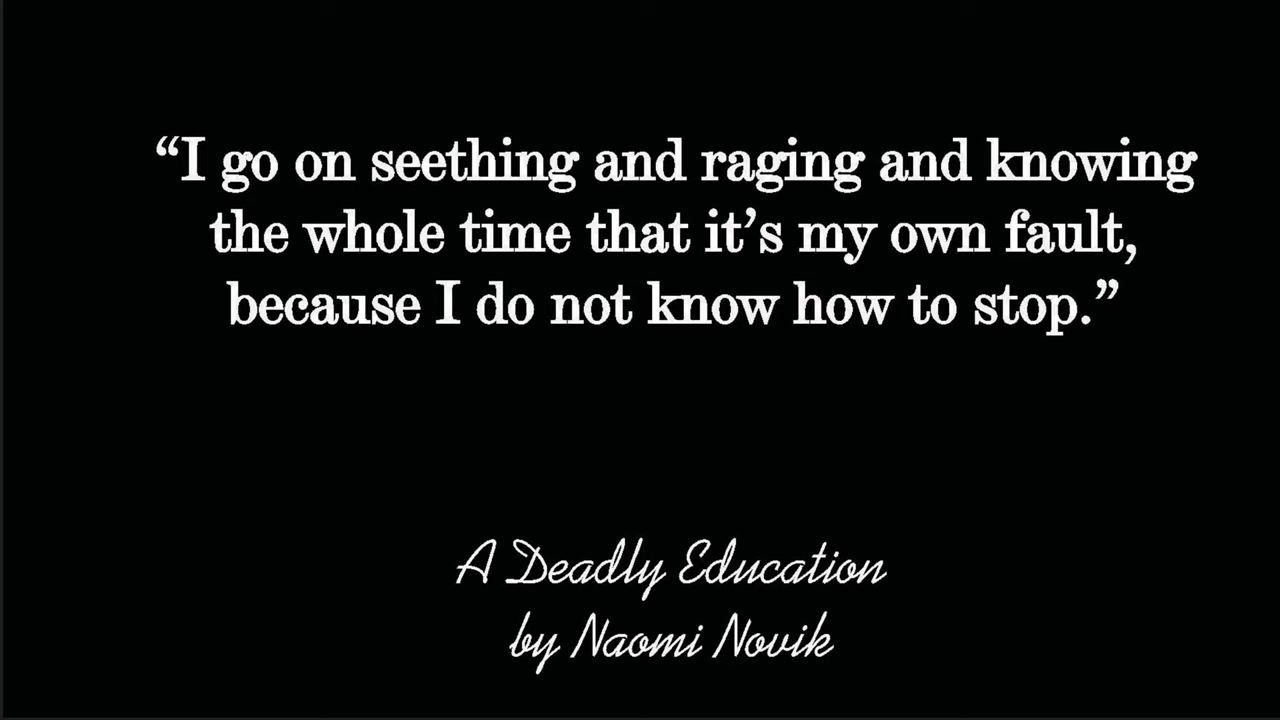 “I go on seething and raging and knowing
the whole time that it’s my own fault,
because I do not know how to stop.”
A Deadly Education
by Naomi Novik